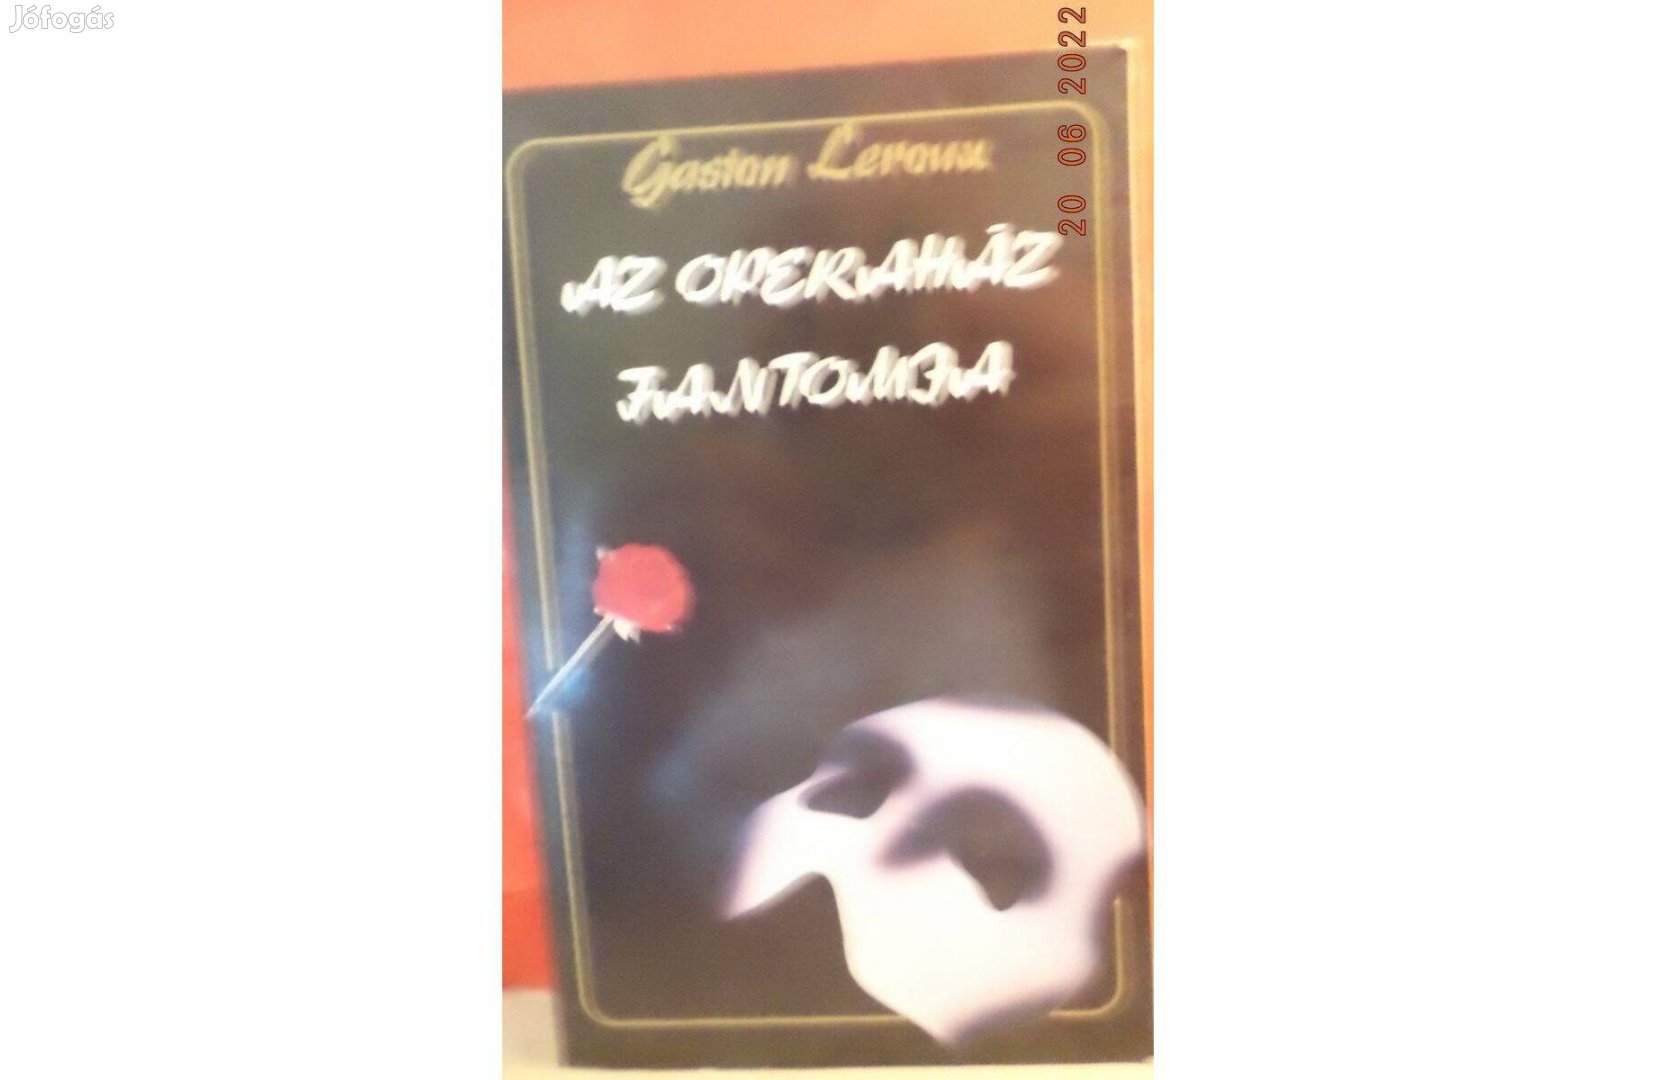 Jófogás
20 06 2022
Gaston Leroux
AZ OPERAHÁZ
FANTOMJA